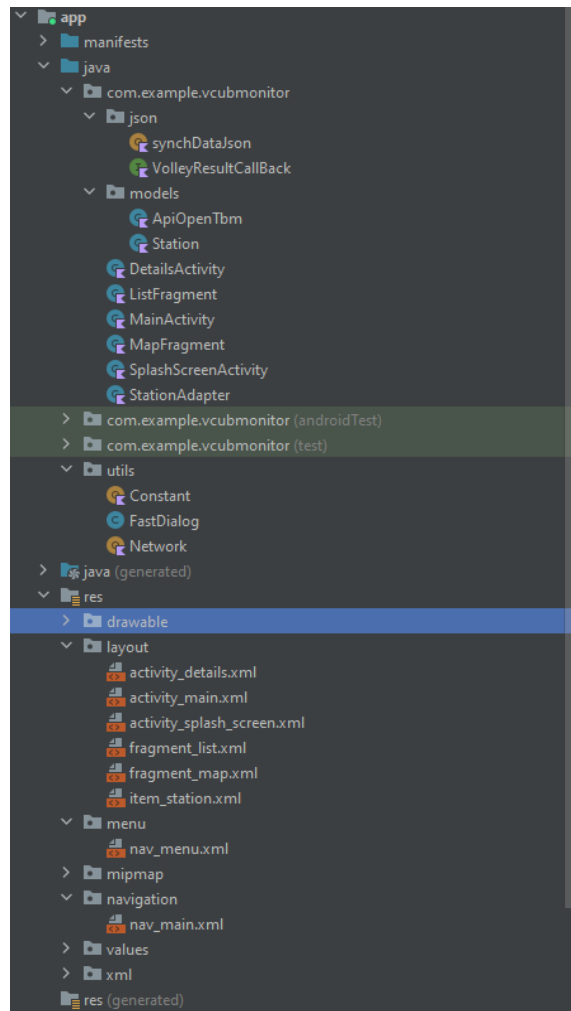 app
manifests
java
com.example.vcubmonitor
json
synchDataJson
VolleyResultCallBack
models
ApiOpenTbm
Station
DetailsActivity
ListFragment
MainActivity
MapFragment
SplashScreenActivity
StationAdapter
com.example.vcubmonitor (androidTest)
com.example.vcubmonitor (test)
utils
Constant
FastDialog
Network
java (generated)
res
drawable
layout
activity_details.xml
activity_main.xml
activity_splash_screen.xml
fragment_list.xml
fragment_map.xml
item_station.xml
menu
nav_menu.xml
mipmap
navigation
nav_main.xml
values
xml
res (generated)